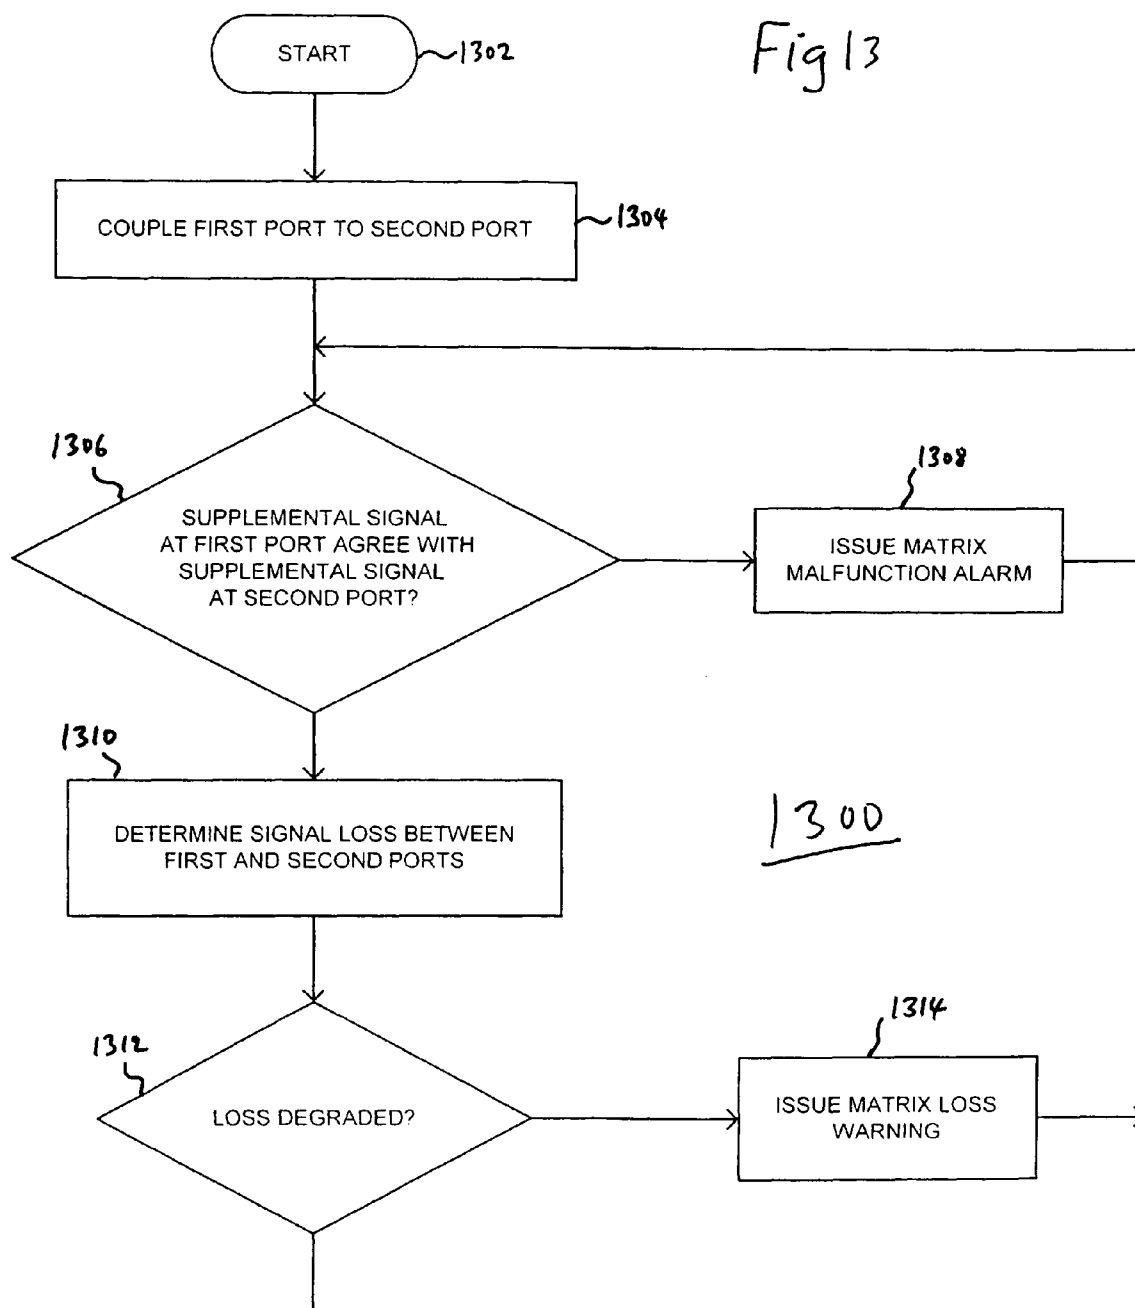 START
1302
Fig 13
COUPLE FIRST PORT TO SECOND PORT
1304
1306
SUPPLEMENTAL SIGNAL
AT FIRST PORT AGREE WITH
SUPPLEMENTAL SIGNAL
AT SECOND PORT?
1308
ISSUE MATRIX
MALFUNCTION ALARM
1310
DETERMINE SIGNAL LOSS BETWEEN
FIRST AND SECOND PORTS
1300
1312
LOSS DEGRADED?
1314
ISSUE MATRIX LOSS
WARNING